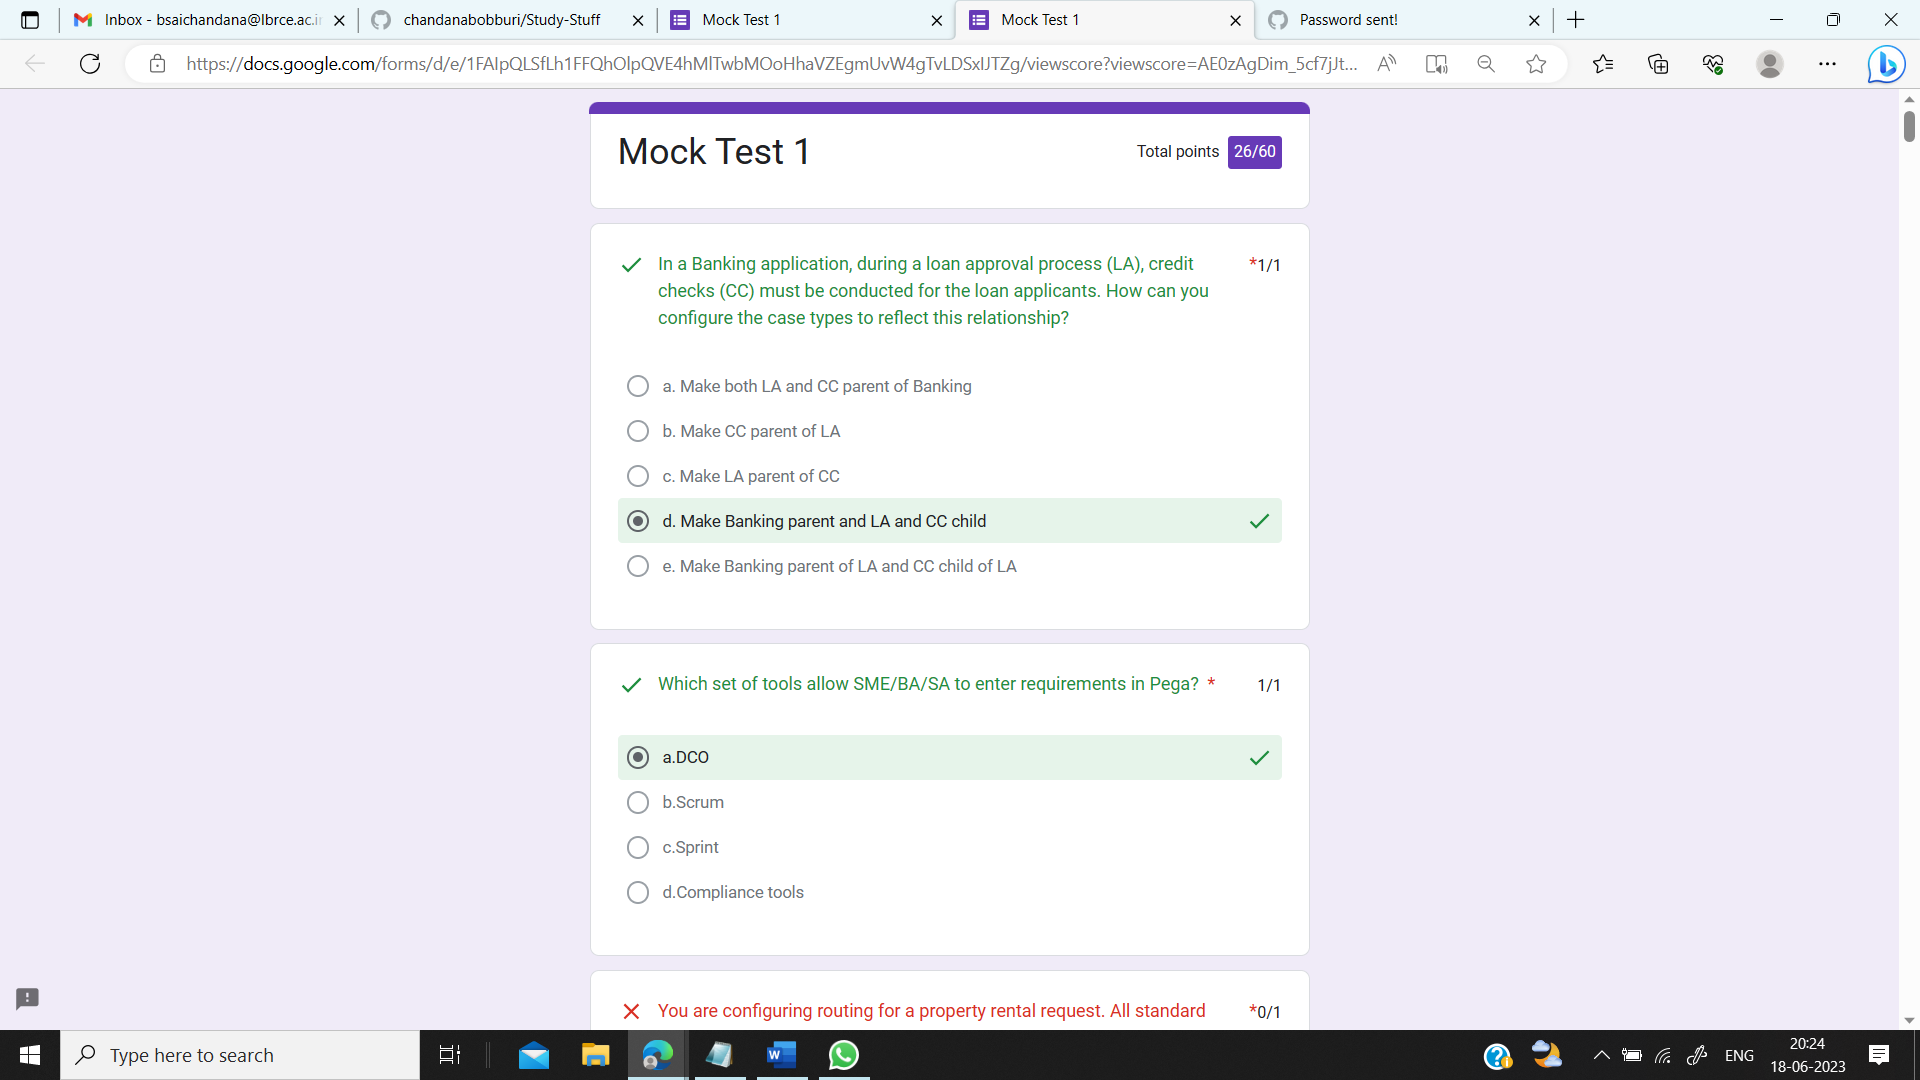 Inbox - bsaichandana@lbrce.ac.i
chandanabobburi/Study-Stuff
Mock Test 1
Mock Test 1
Password sent!
https://docs.google.com/forms/d/e/1FAIpQLSfLh1FFQhOlpQVE4hMlTwbMOoHhaVZEgmUvW4gTvLDSxIJTZg/viewscore?viewscore=AE0zAgDim_5cf7jJt...
Mock Test 1
Total points 26/60
In a Banking application, during a loan approval process (LA), credit
*1/1
checks (CC) must be conducted for the loan applicants. How can you
configure the case types to reflect this relationship?
a. Make both LA and CC parent of Banking
b. Make CC parent of LA
c. Make LA parent of CC
d. Make Banking parent and LA and CC child
e. Make Banking parent of LA and CC child of LA
Which set of tools allow SME/BA/SA to enter requirements in Pega? *
1/1
a.DCO
b.Scrum
c.Sprint
d.Compliance tools
You are configuring routing for a property rental request. All standard
*0/1
Type here to search
ENG
20:24
18-06-2023